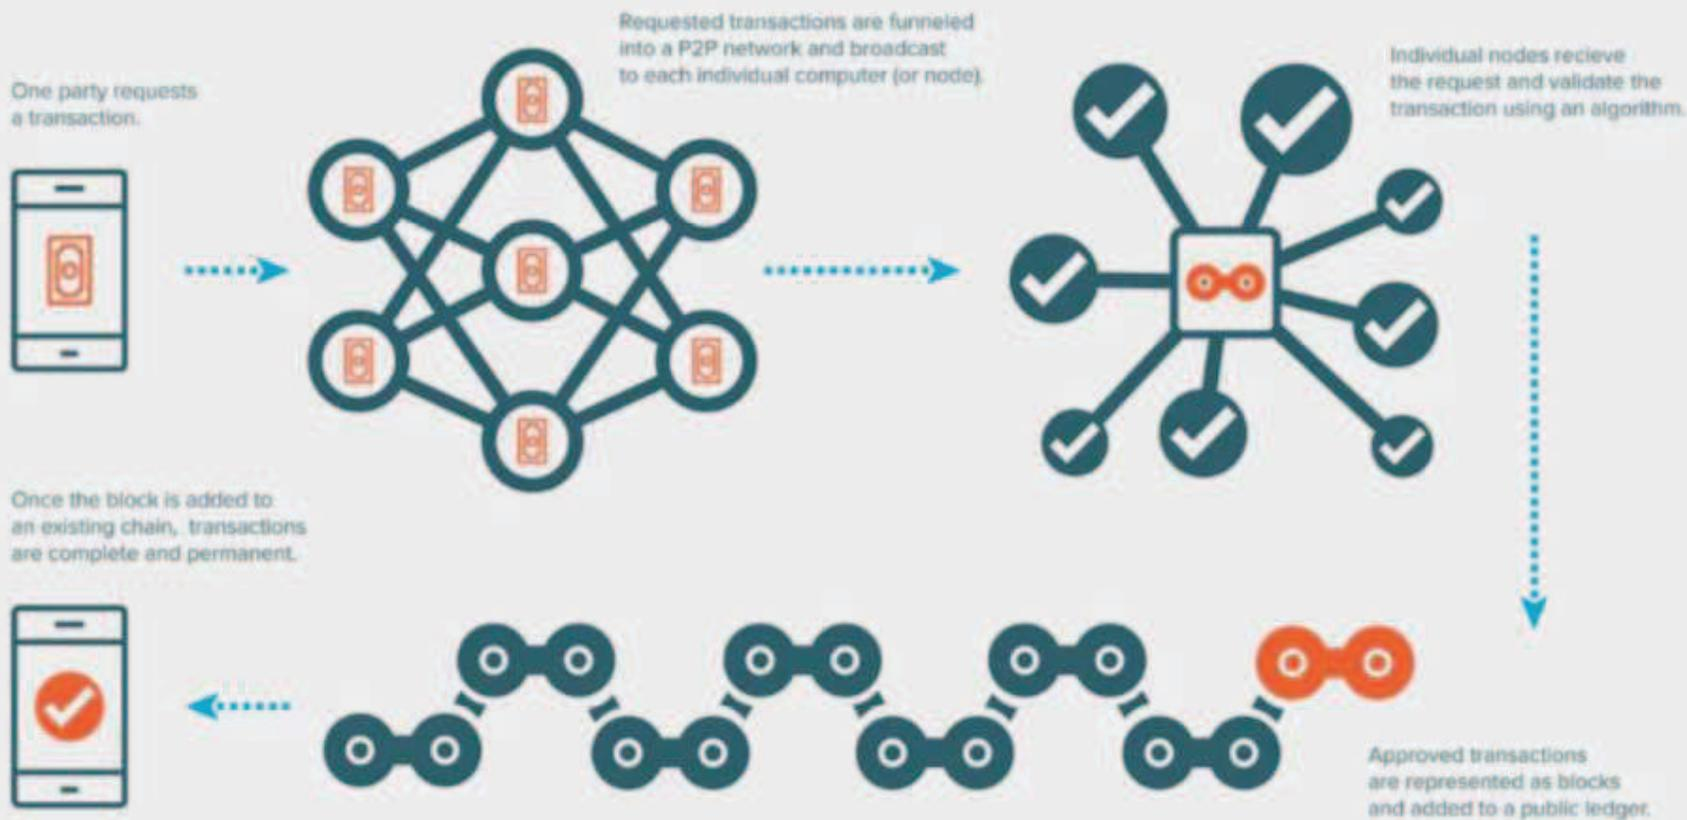 One party requests
a transaction.
Requested transactions are funneled
into a P2P network and broadcast
to each individual computer (or node).
Individual nodes recieve
the request and validate the
transaction using an algorithm.
Approved transactions
are represented as blocks
and added to a public ledger.
Once the block is added to
an existing chain, transactions
are complete and permanent.